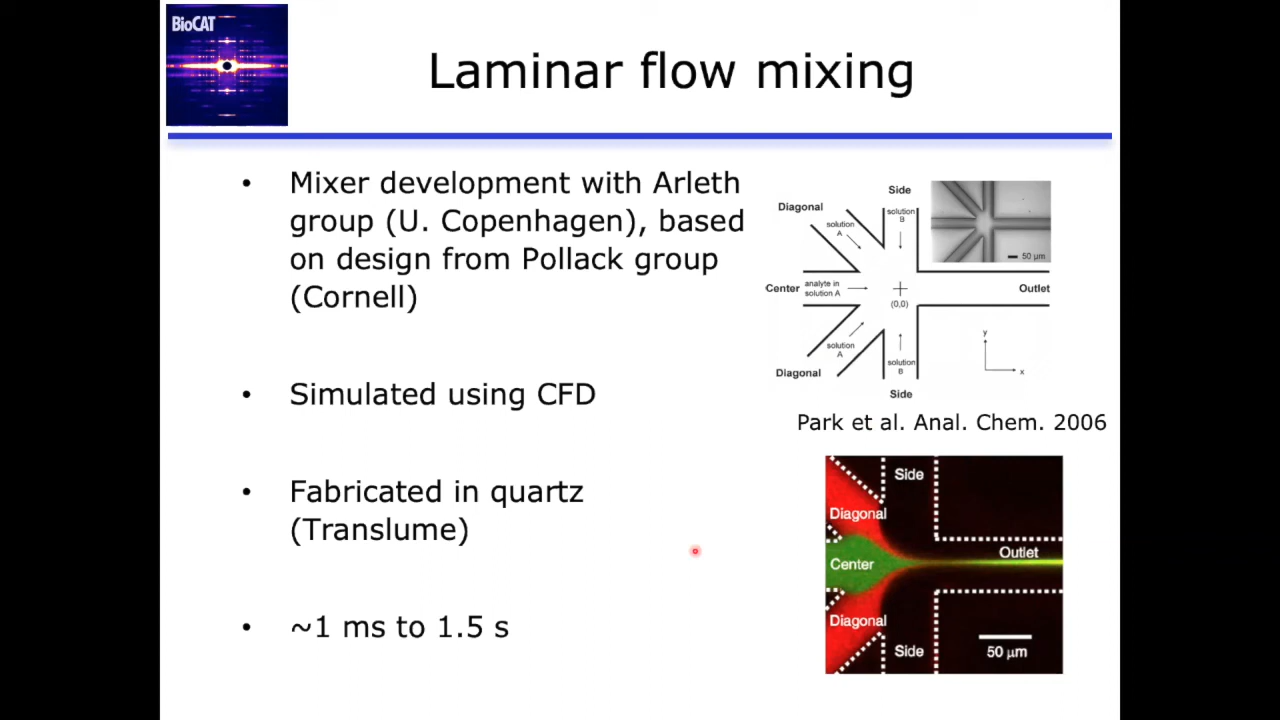 BioCAT
Laminar flow mixing
• Mixer development with Arleth
group (U. Copenhagen), based
on design from Pollack group
(Cornell)
• Simulated using CFD
• Fabricated in quartz
(Translume)
• ~1 ms to 1.5 s
Side
Diagonal
solution
B
solution
A
50 µm
Center
analyte in
solution A
Outlet
(0,0)
y
x
solution
A
solution
B
Diagonal
Side
Park et al. Anal. Chem. 2006
Side
Diagonal
Outlet
Center
Diagonal
Side
50 µm